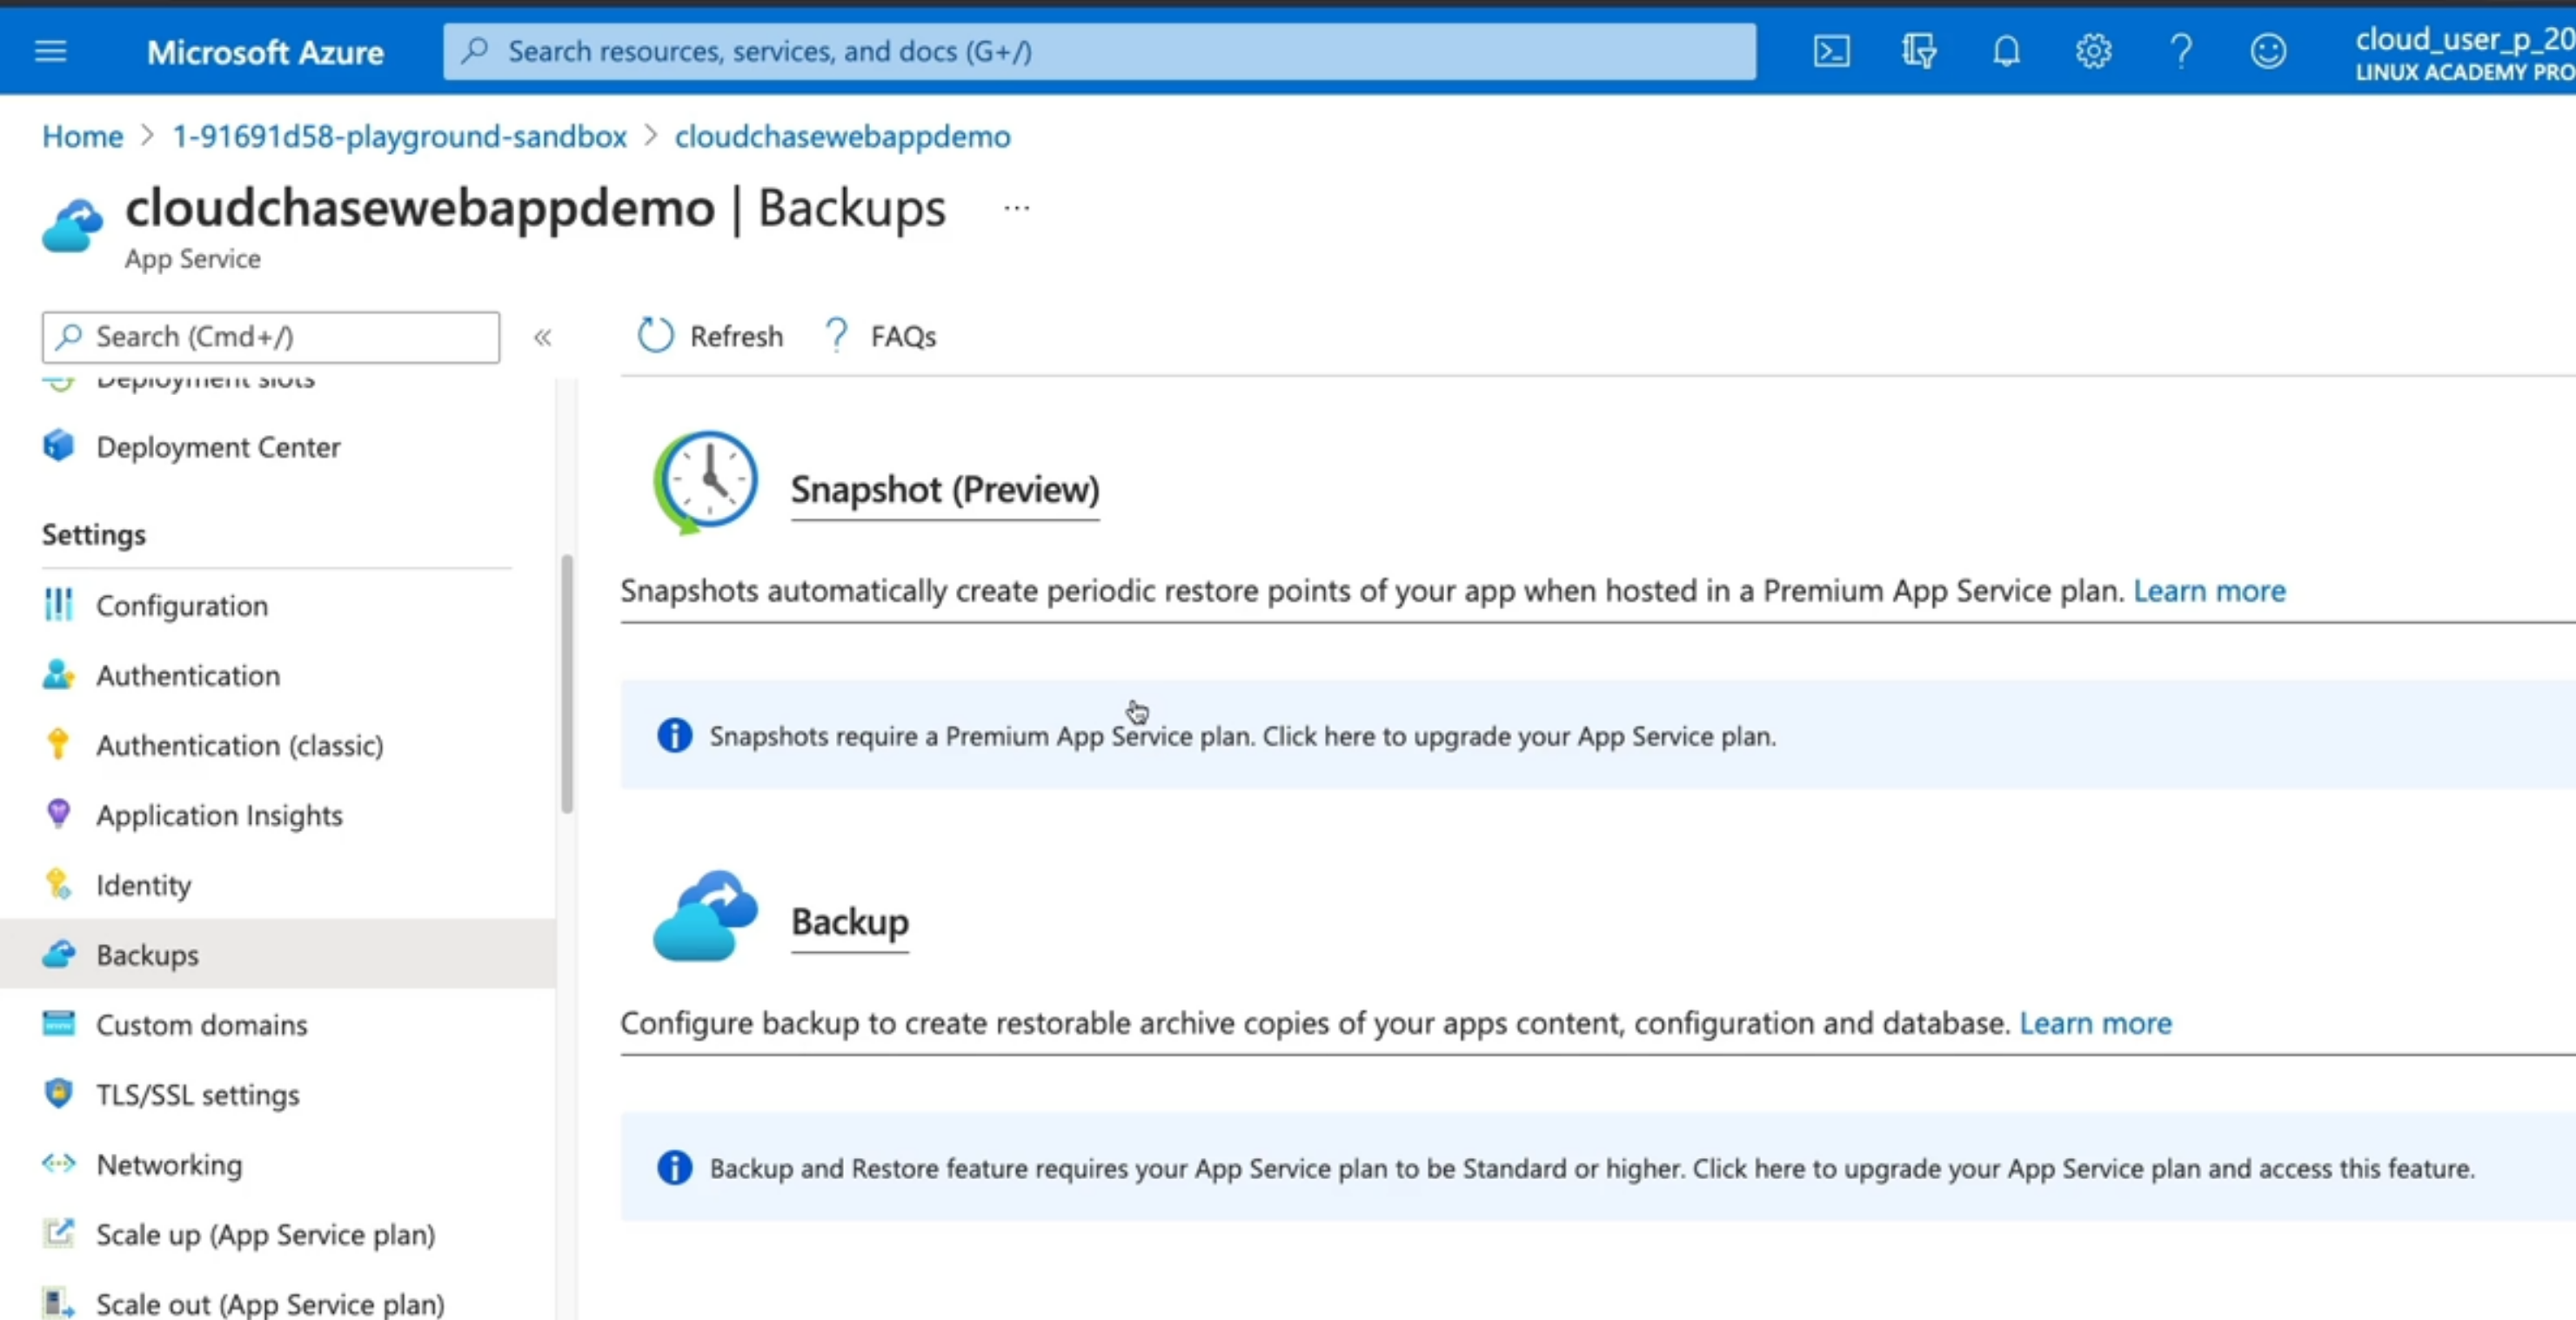 Microsoft Azure
Search resources, services, and docs (G+/)
cloud_user_p_20
LINUX ACADEMY PRO
Home > 1-91691d58-playground-sandbox > cloudchasewebappdemo
cloudchasewebappdemo | Backups ...
App Service
Search (Cmd+/) «
Refresh ? FAQs
Deployment slots
Deployment Center
Settings
Configuration
Authentication
Authentication (classic)
Application Insights
Identity
Backups
Custom domains
TLS/SSL settings
Networking
Scale up (App Service plan)
Scale out (App Service plan)
Snapshot (Preview)
Snapshots automatically create periodic restore points of your app when hosted in a Premium App Service plan. Learn more
Snapshots require a Premium App Service plan. Click here to upgrade your App Service plan.
Backup
Configure backup to create restorable archive copies of your apps content, configuration and database. Learn more
Backup and Restore feature requires your App Service plan to be Standard or higher. Click here to upgrade your App Service plan and access this feature.